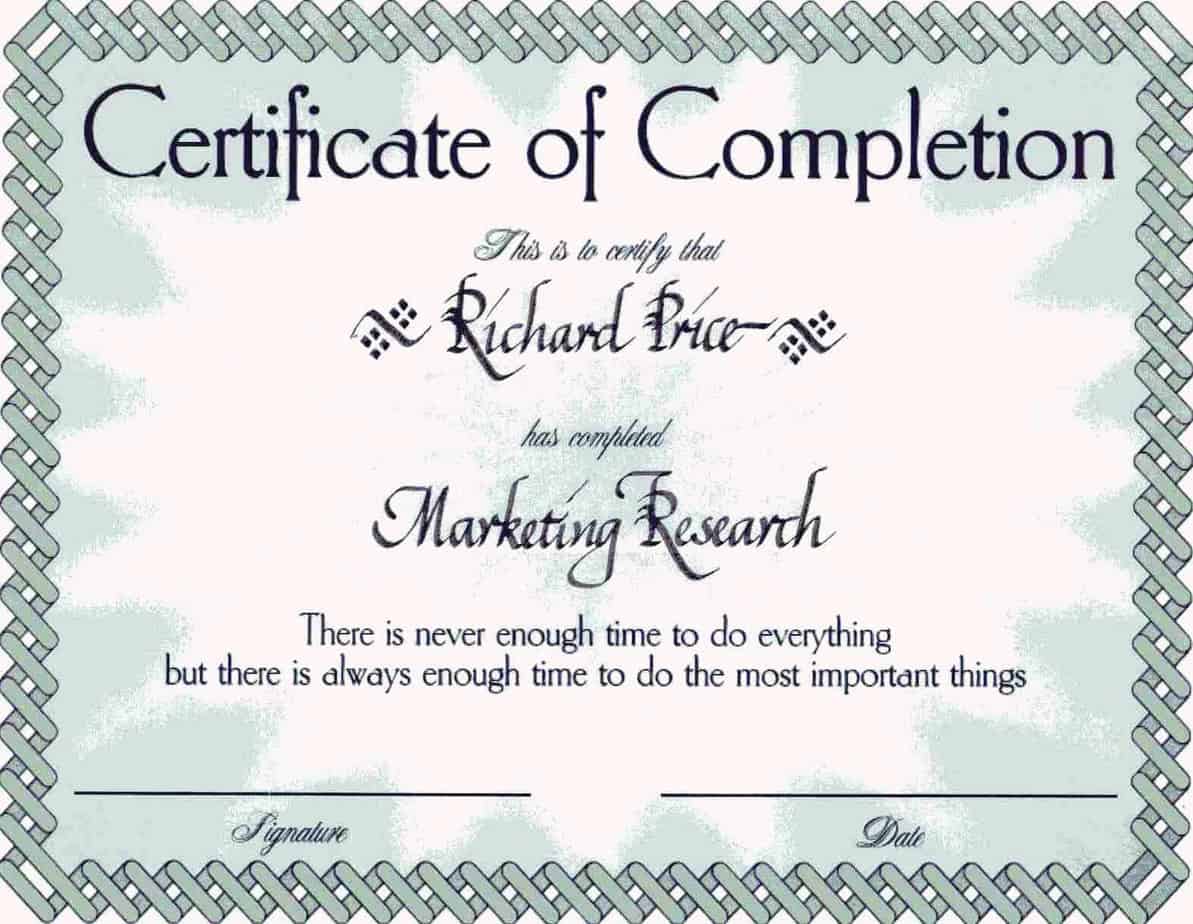 Certificate of Completion
This is to certify that
Richard Price
has completed
Marketing Research
There is never enough time to do everything
but there is always enough time to do the most important things
Signature Date